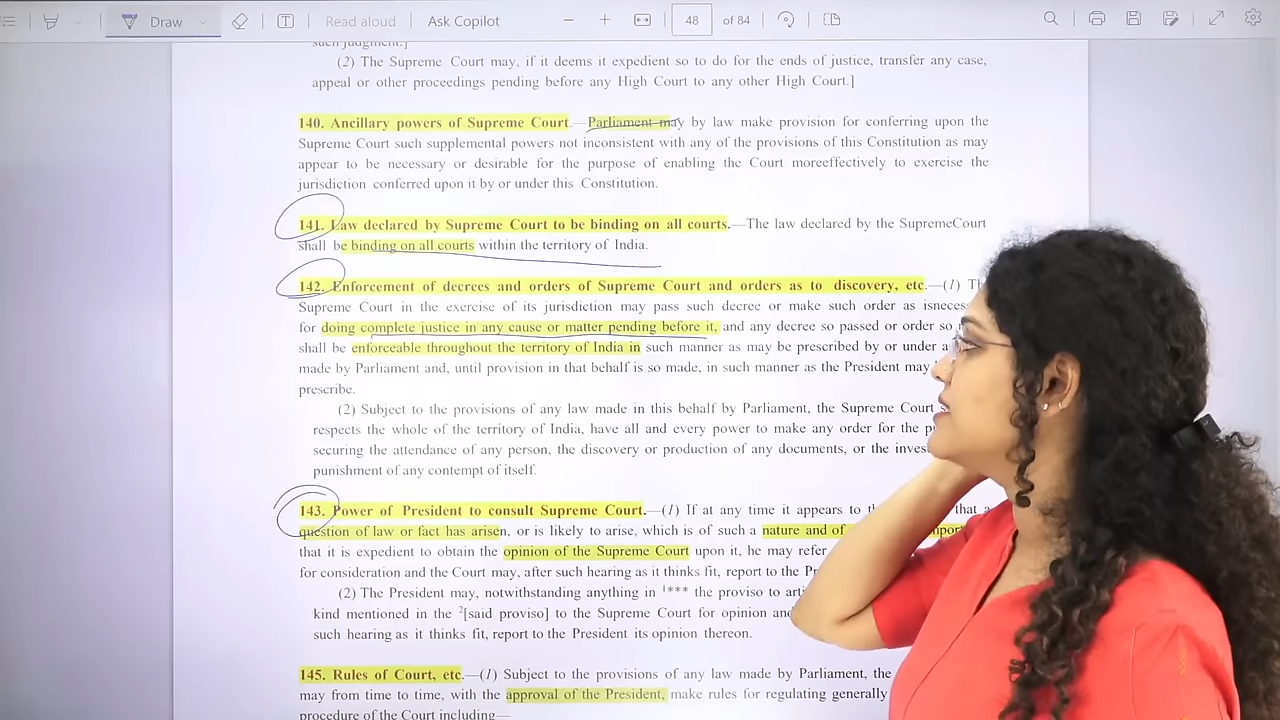 Draw
Read aloud
Ask Copilot
48 of 84
such judgment.]
(2) The Supreme Court may, if it deems it expedient so to do for the ends of justice, transfer any case,
appeal or other proceedings pending before any High Court to any other High Court.]
140. Ancillary powers of Supreme Court.—Parliament may by law make provision for conferring upon the
Supreme Court such supplemental powers not inconsistent with any of the provisions of this Constitution as may
appear to be necessary or desirable for the purpose of enabling the Court moreeffectively to exercise the
jurisdiction conferred upon it by or under this Constitution.
141. Law declared by Supreme Court to be binding on all courts.—The law declared by the SupremeCourt
shall be binding on all courts within the territory of India.
142. Enforcement of decrees and orders of Supreme Court and orders as to discovery, etc.—(1)
Supreme Court in the exercise of its jurisdiction may pass such decree or make such order as
for doing complete justice in any cause or matter pending before it, and any decree so passed or order so
shall be enforceable throughout the territory of India in such manner as may be prescribed by or under
made by Parliament and, until provision in that behalf is so made, in such manner as the President may
prescribe.
(2) Subject to the provisions of any law made in this behalf by Parliament, the Supreme Court
respects the whole of the territory of India, have all and every power to make any order for the
securing the attendance of any person, the discovery or production of any documents, or the
punishment of any contempt of itself.
143. Power of President to consult Supreme Court.—(1) If at any time it appears to that a
question of law or fact has arisen, or is likely to arise, which is of such a nature and of
that it is expedient to obtain the opinion of the Supreme Court upon it, he may refer
for consideration and the Court may, after such hearing as it thinks fit, report to the
(2) The President may, notwithstanding anything in 1*** the proviso to
kind mentioned in the 2[said proviso] to the Supreme Court for opinion and
such hearing as it thinks fit, report to the President its opinion thereon.
145. Rules of Court, etc.—(1) Subject to the provisions of any law made by Parliament, the
may from time to time, with the approval of the President, make rules for regulating generally
procedure of the Court including—